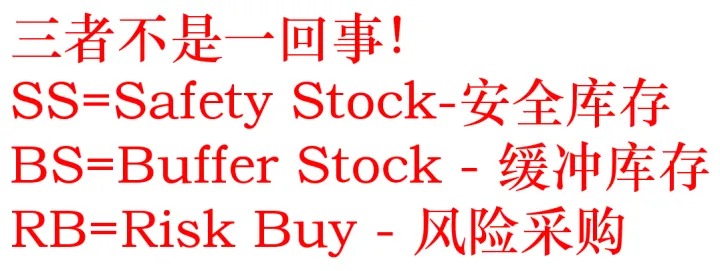 三者不是一回事！
SS=Safety Stock-安全库存
BS=Buffer Stock - 缓冲库存
RB=Risk Buy - 风险采购